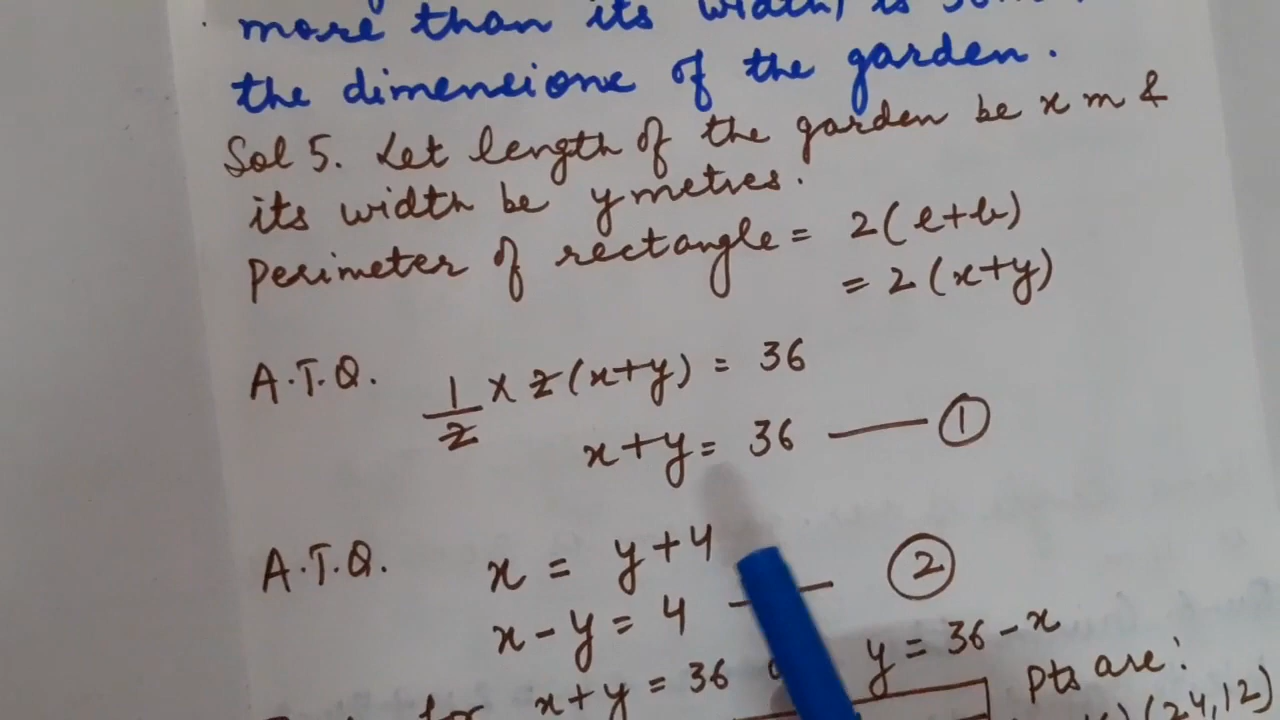 more than its width, is 36m.
the dimensions of the garden.
Sol 5. Let length of the garden be x m &
its width be y metres.
Perimeter of rectangle = 2(l+b)
= 2(x+y)
A.T.Q. 1/2 × 2(x+y) = 36
x+y = 36 — ①
A.T.Q. x = y+4
x-y = 4 — ②
for x+y = 36 y = 36-x
Pts are:
(24,12)